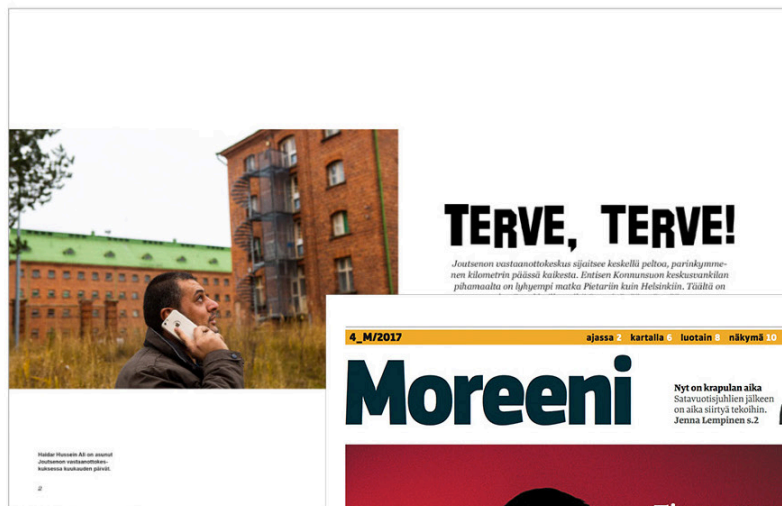 TERVE, TERVE!
Joutsenon vastaanottokeskus sijaitsee keskellä peltoa, parinkymme-
nen kilometrin päässä kaikesta. Entisen Konnunsuon keskusvankilan
pihamaalta on lyhyempi matka Pietariin kuin Helsinkiin. Täältä on
Haidar Hussein Ali on asunut
Joutsenon vastaanottokes-
kuksessa kuukauden päivät.
2
4_M/2017
ajassa 2 kartalla 6 luotain 8 näkymä 10
Moreeni
Nyt on krapulan aika
Satavuotisjuhlien jälkeen
on aika siirtyä tekoihin.
Jenna Lempinen s.2